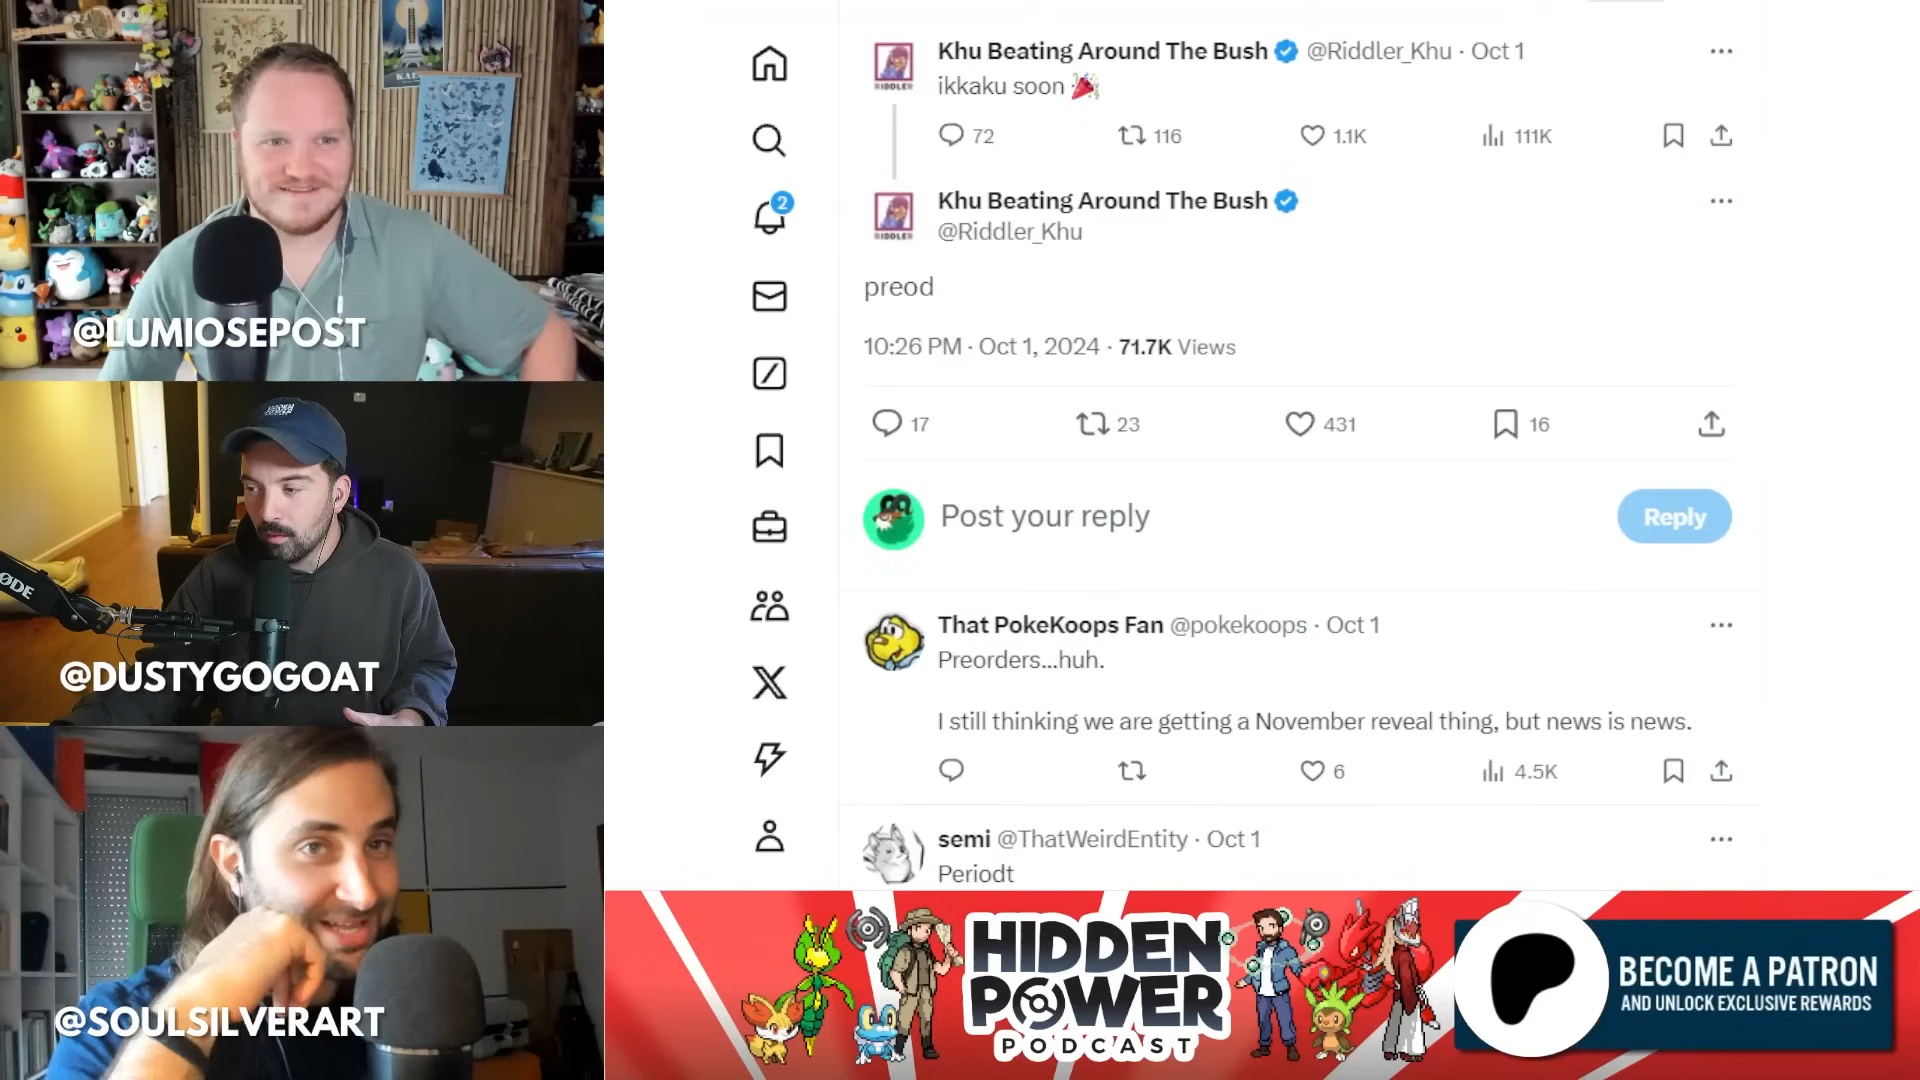 @LUMIOSEPOST
@DUSTYGOGOAT
@SOULSILVERART
RØDE
2
Khu Beating Around The Bush @Riddler_Khu · Oct 1
ikkaku soon 🎉
72 116 1.1K 111K
RIDDLER
Khu Beating Around The Bush
@Riddler_Khu
RIDDLER
preod
10:26 PM · Oct 1, 2024 · 71.7K Views
17 23 431 16
Post your reply
Reply
That PokeKoops Fan @pokekoops · Oct 1
Preorders...huh.
I still thinking we are getting a November reveal thing, but news is news.
6 4.5K
semi @ThatWeirdEntity · Oct 1
Periodt
HIDDEN
POWER
PODCAST
BECOME A PATRON
AND UNLOCK EXCLUSIVE REWARDS